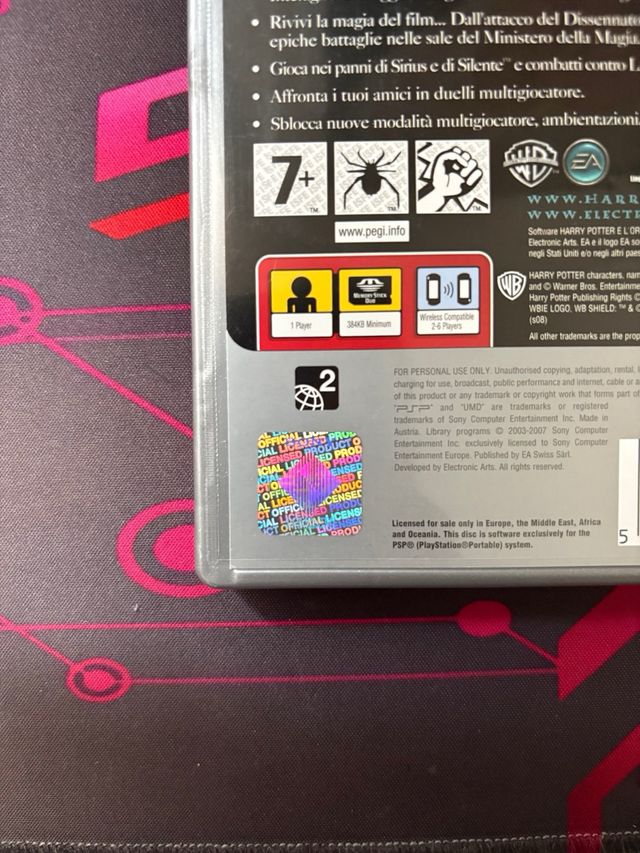 • Rivivi la magia del film... Dall'attacco del
epiche battaglie nelle sale del Ministero della Magia.
• Gioca nei panni di Sirius e di Silente™ e combatti contro
• Affronta i tuoi amici in duelli multigiocatore.
• Sblocca nuove modalità multigiocatore, ambientazioni
7+
www.pegi.info
WB
EA
WWW.HARR
WWW.ELECT
Software HARRY POTTER E L'OR
Electronic Arts. EA e il logo EA so
negli Stati Uniti e/o negli altri paes
1 Player
MEMORY STICK
DUO
384KB Minimum
Wireless Compatible
2-6 Players
WB
HARRY POTTER characters, nam
and © Warner Bros. Entertainme
Harry Potter Publishing Rights ©
WBIE LOGO, WB SHIELD: ™ & ©
(s08)
All other trademarks are the prop
2
FOR PERSONAL USE ONLY. Unauthorised copying, adaptation, rental,
charging for use, broadcast, public performance and internet, cable or a
of this product or any trademark or copyright work that forms part of
"PSP" and "UMD" are trademarks or registered
trademarks of Sony Computer Entertainment Inc. Made in
Austria. Library programs © 2003-2007 Sony Computer
Entertainment Inc. exclusively licensed to Sony Computer
Entertainment Europe. Published by EA Swiss Sàrl.
Developed by Electronic Arts. All rights reserved.
OFFICIAL LICENSED PRODUCT
Licensed for sale only in Europe, the Middle East, Africa
and Oceania. This disc is software exclusively for the
PSP® (PlayStation®Portable) system.
5